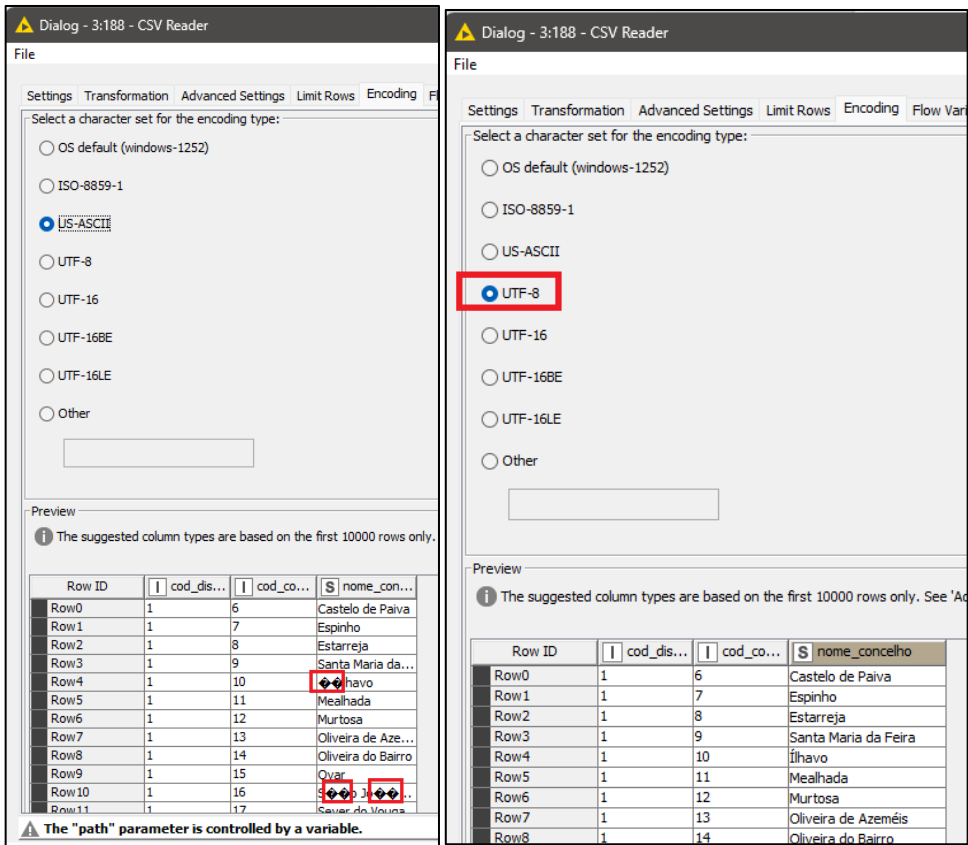 Dialog - 3:188 - CSV Reader
File
Settings Transformation Advanced Settings Limit Rows Encoding Fl
Select a character set for the encoding type:
OS default (windows-1252)
ISO-8859-1
US-ASCII
UTF-8
UTF-16
UTF-16BE
UTF-16LE
Other
Preview
The suggested column types are based on the first 10000 rows only.
Row ID I cod_dis... I cod_co... S nome_con...
Row0 1 6 Castelo de Paiva
Row1 1 7 Espinho
Row2 1 8 Estarreja
Row3 1 9 Santa Maria da...
Row4 1 10 ��lhavo
Row5 1 11 Mealhada
Row6 1 12 Murtosa
Row7 1 13 Oliveira de Aze...
Row8 1 14 Oliveira do Bairro
Row9 1 15 Ovar
Row10 1 16 S��o Jo��...
Row11 1 17 Sever do Vouga
The "path" parameter is controlled by a variable.
Dialog - 3:188 - CSV Reader
File
Settings Transformation Advanced Settings Limit Rows Encoding Flow Vari
Select a character set for the encoding type:
OS default (windows-1252)
ISO-8859-1
US-ASCII
UTF-8
UTF-16
UTF-16BE
UTF-16LE
Other
Preview
The suggested column types are based on the first 10000 rows only. See 'Ad
Row ID I cod_dis... I cod_co... S nome_concelho
Row0 1 6 Castelo de Paiva
Row1 1 7 Espinho
Row2 1 8 Estarreja
Row3 1 9 Santa Maria da Feira
Row4 1 10 Ílhavo
Row5 1 11 Mealhada
Row6 1 12 Murtosa
Row7 1 13 Oliveira de Azeméis
Row8 1 14 Oliveira do Bairro